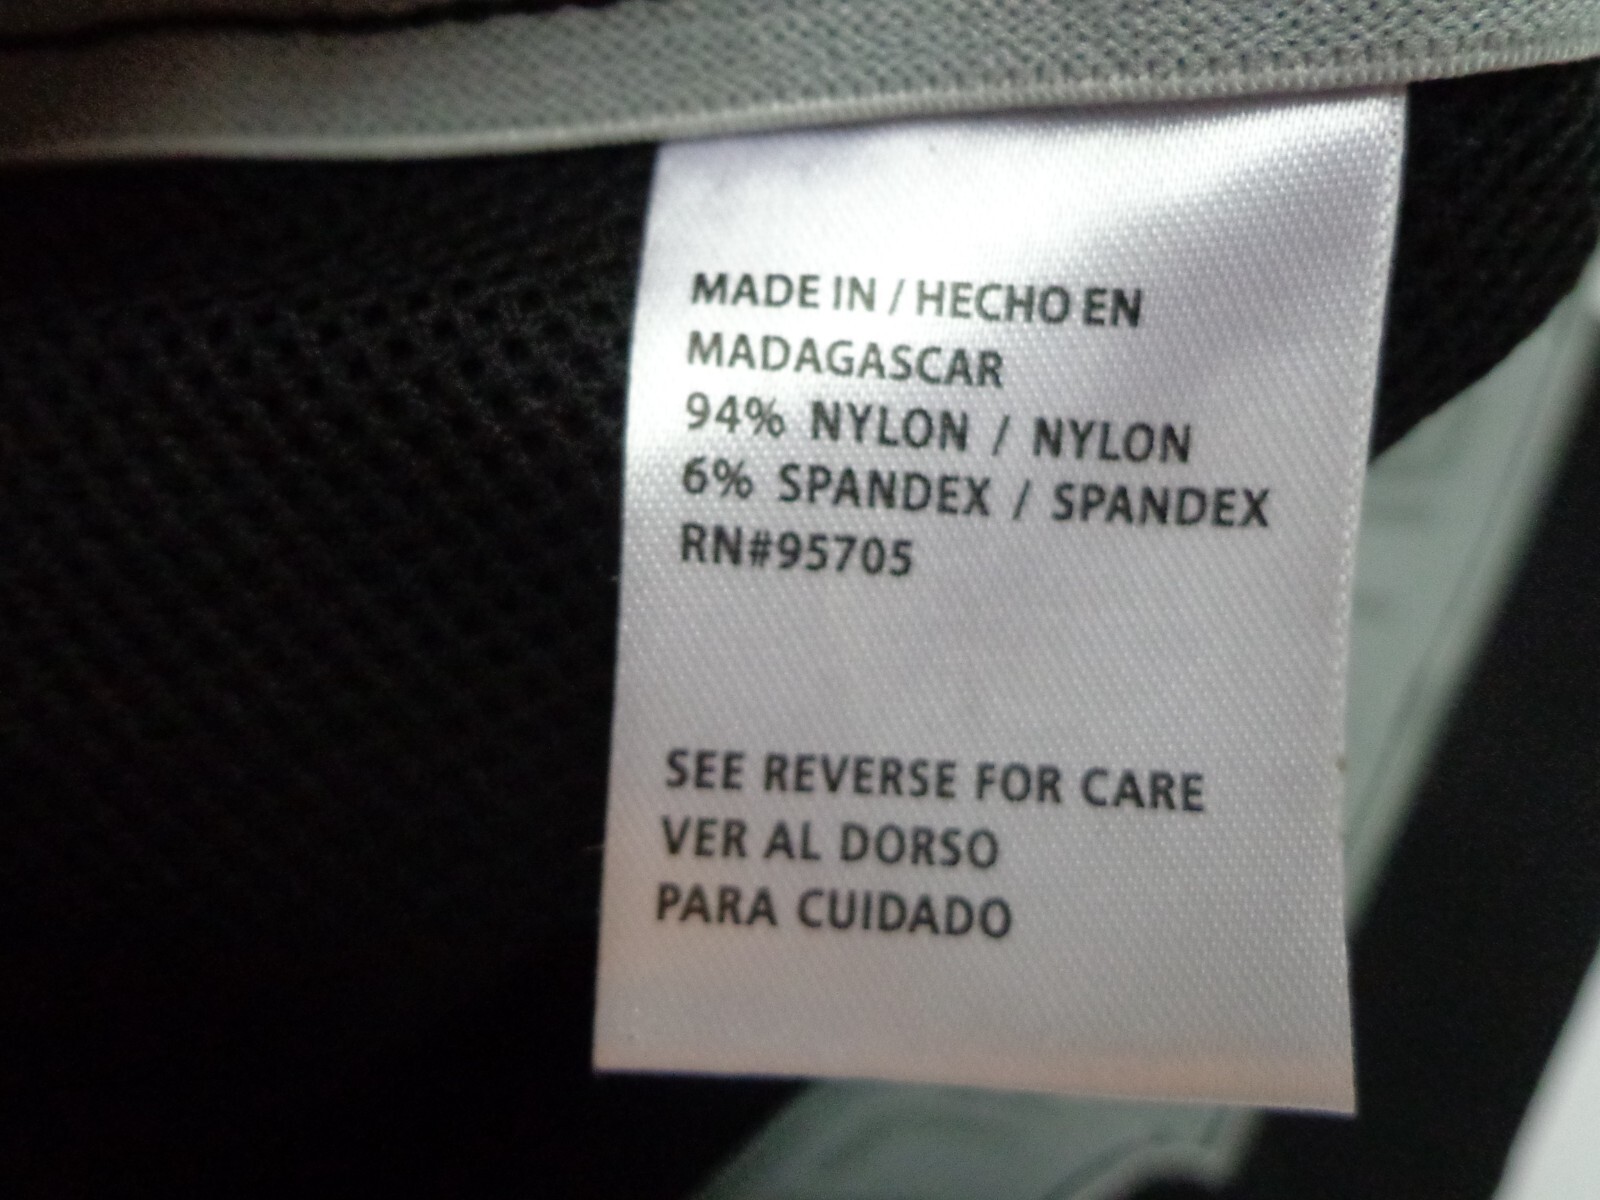 MADE IN / HECHO EN
MADAGASCAR
94% NYLON / NYLON
6% SPANDEX / SPANDEX
RN#95705
SEE REVERSE FOR CARE
VER AL DORSO
PARA CUIDADO